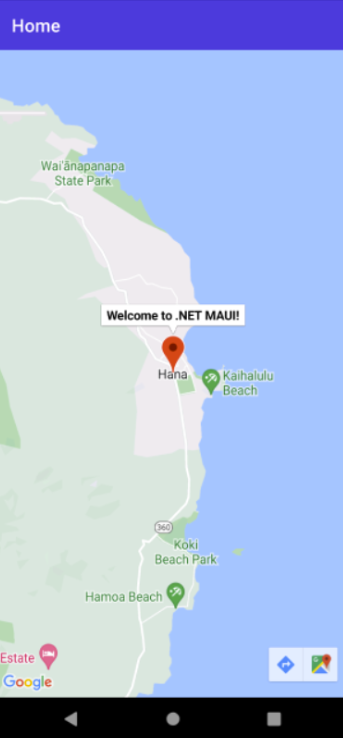 Home
Wai'ānapanapa
State Park
Welcome to .NET MAUI!
Hana
Kaihalulu
Beach
360
Koki
Beach Park
Hamoa Beach
Estate
Google